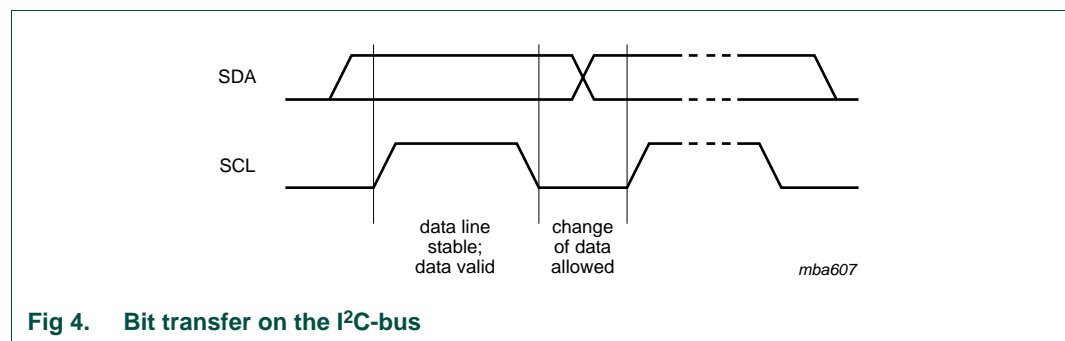 SDA
SCL
data line
stable;
data valid
change
of data
allowed
mba607
Fig 4. Bit transfer on the I²C-bus